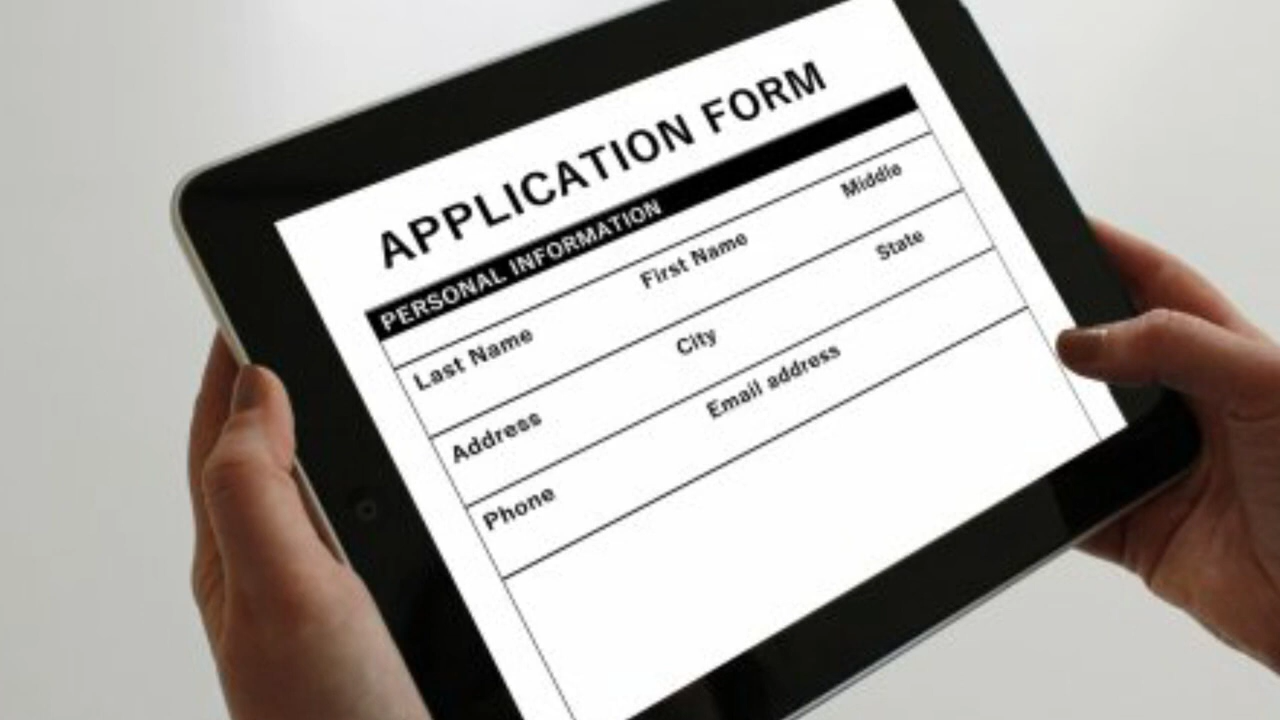 APPLICATION FORM
PERSONAL INFORMATION
Last Name First Name Middle
Address City State
Phone Email address